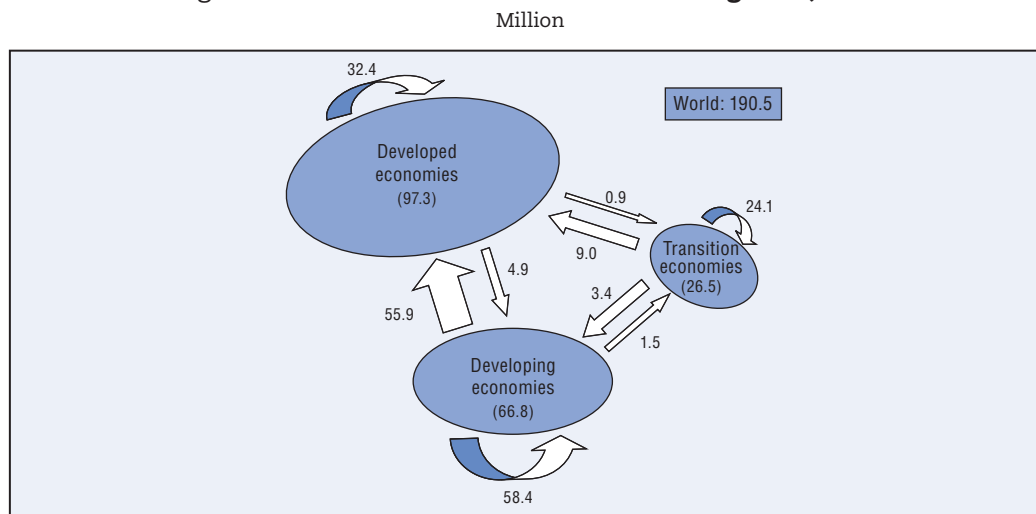 Million
32.4
World: 190.5
Developed
economies
(97.3)
0.9
24.1
9.0
Transition
economies
(26.5)
4.9
3.4
55.9
1.5
Developing
economies
(66.8)
58.4